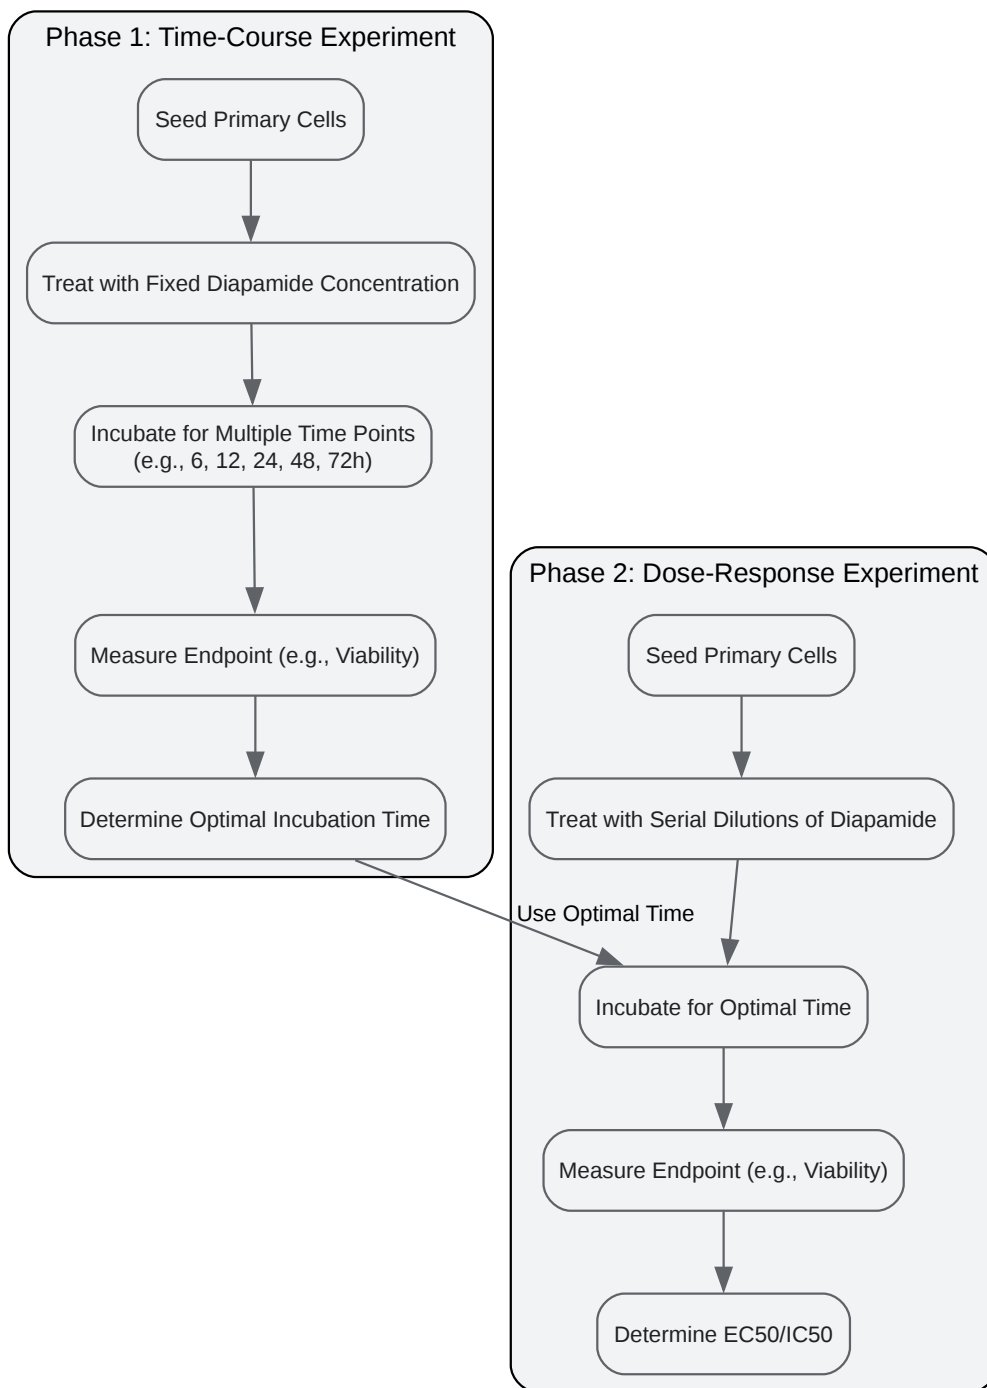 Phase 1: Time-Course Experiment
Seed Primary Cells
Treat with Fixed Diapamide Concentration
Incubate for Multiple Time Points
(e.g., 6, 12, 24, 48, 72h)
Measure Endpoint (e.g., Viability)
Determine Optimal Incubation Time
Use Optimal Time
Phase 2: Dose-Response Experiment
Seed Primary Cells
Treat with Serial Dilutions of Diapamide
Incubate for Optimal Time
Measure Endpoint (e.g., Viability)
Determine EC50/IC50